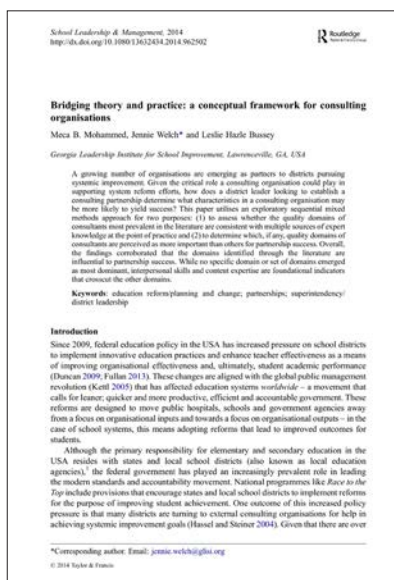 School Leadership & Management, 2014
http://dx.doi.org/10.1080/13632434.2014.962502
Routledge
Taylor & Francis Group
Bridging theory and practice: a conceptual framework for consulting
organisations
Meca B. Mohammed, Jennie Welch* and Leslie Hazle Bussey
Georgia Leadership Institute for School Improvement, Lawrenceville, GA, USA
A growing number of organisations are emerging as partners to districts pursuing
systemic improvement. Given the critical role a consulting organisation could play in
supporting system reform efforts, how does a district leader looking to establish a
consulting partnership determine what characteristics in a consulting organisation may
be more likely to yield success? This paper utilises an exploratory sequential mixed
methods approach for two purposes: (1) to assess whether the quality domains of
consultants most prevalent in the literature are consistent with multiple sources of expert
knowledge at the point of practice and (2) to determine which, if any, quality domains of
consultants are perceived as more important than others for partnership success. Overall,
the findings corroborated that the domains identified through the literature are
influential to partnership success. While no specific domain or set of domains emerged
as most dominant, interpersonal skills and content expertise are foundational indicators
that crosscut the other domains.
Keywords: education reform/planning and change; partnerships; superintendency/
district leadership
Introduction
Since 2009, federal education policy in the USA has increased pressure on school districts
to implement innovative education practices and enhance teacher effectiveness as a means
of improving organisational effectiveness and, ultimately, student academic performance
(Duncan 2009; Fullan 2013). These changes are aligned with the global public management
revolution (Kettl 2005) that has affected education systems worldwide – a movement that
calls for leaner; quicker and more productive, efficient and accountable government. These
reforms are designed to move public hospitals, schools and government agencies away
from a focus on organisational inputs and towards a focus on organisational outputs – in the
case of school systems, this means adopting reforms that lead to improved outcomes for
students.
Although the primary responsibility for elementary and secondary education in the
USA resides with states and local school districts (also known as local education
agencies),¹ the federal government has played an increasingly prevalent role in leading
the modern standards and accountability movement. National programmes like Race to the
Top include provisions that encourage states and local school districts to implement reforms
for the purpose of improving student achievement. One outcome of this increased policy
pressure is that many districts are turning to external consulting organisations for help in
achieving systemic improvement goals (Hassel and Steiner 2004). Given that there are over
*Corresponding author. Email: jennie.welch@glisi.org
© 2014 Taylor & Francis